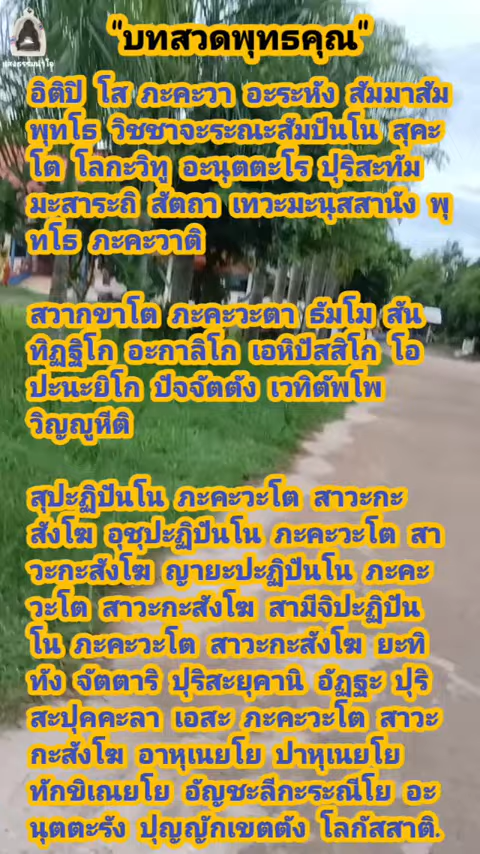 "บทสวดพุทธคุณ"
อิติปิ โส ภะคะวา อะระหัง สัมมาสัม
พุทโธ วิชชาจะระณะสัมปันโน สุคะ
โต โลกะวิทู อะนุตตะโร ปุริสะทัม
มะสาระถิ สัตถา เทวะมะนุสสานัง พุ
ทโธ ภะคะวาติ
สวากขาโต ภะคะวะตา ธัมโม สัน
ทิฏฐิโก อะกาลิโก เอหิปัสสิโก โอ
ปะนะยิโก ปัจจัตตัง เวทิตัพโพ
วิญญูหีติ
สุปะฏิปันโน ภะคะวะโต สาวะกะ
สังโฆ อุชุปะฏิปันโน ภะคะวะโต สา
วะกะสังโฆ ญายะปะฏิปันโน ภะคะ
วะโต สาวะกะสังโฆ สามีจิปะฏิปัน
โน ภะคะวะโต สาวะกะสังโฆ ยะทิ
ทัง จัตตาริ ปุริสะยุคานิ อัฏฐะ ปุริ
สะปุคคะลา เอสะ ภะคะวะโต สาวะ
กะสังโฆ อาหุเนยโย ปาหุเนยโย
ทักขิเณยโย อัญชะลีกะระณีโย อะ
นุตตะรัง ปุญญักเขตตัง โลกัสสาติ.